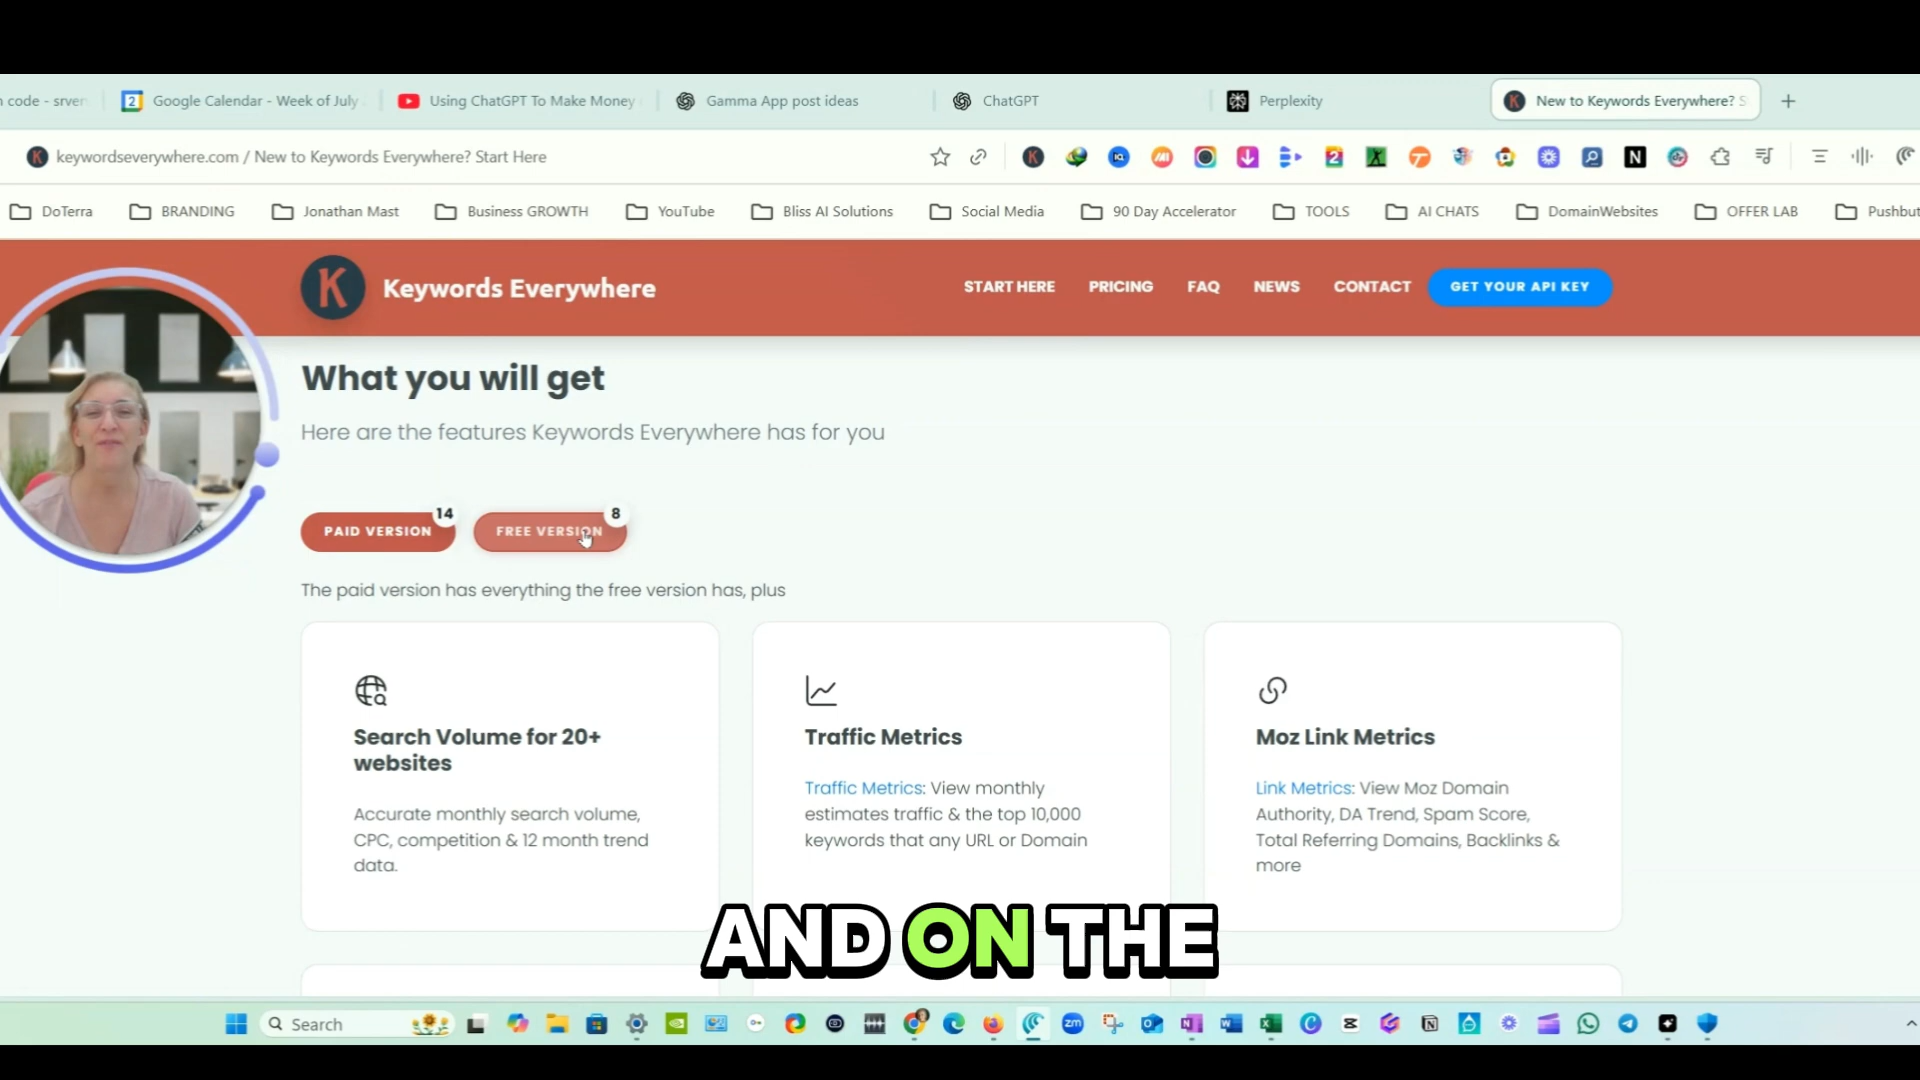 n code - srver
2 Google Calendar - Week of July
Using ChatGPT To Make Money
Gamma App post ideas
ChatGPT
Perplexity
K New to Keywords Everywhere? S
K keywordseverywhere.com / New to Keywords Everywhere? Start Here
DoTerra
BRANDING
Jonathan Mast
Business GROWTH
YouTube
Bliss AI Solutions
Social Media
90 Day Accelerator
TOOLS
AI CHATS
DomainWebsites
OFFER LAB
Pushbut
K Keywords Everywhere
START HERE
PRICING
FAQ
NEWS
CONTACT
GET YOUR API KEY
What you will get
Here are the features Keywords Everywhere has for you
PAID VERSION 14
FREE VERSION 8
The paid version has everything the free version has, plus
Search Volume for 20+
websites
Accurate monthly search volume,
CPC, competition & 12 month trend
data.
Traffic Metrics
Traffic Metrics: View monthly
estimates traffic & the top 10,000
keywords that any URL or Domain
Moz Link Metrics
Link Metrics: View Moz Domain
Authority, DA Trend, Spam Score,
Total Referring Domains, Backlinks &
more
AND ON THE
Search
zm